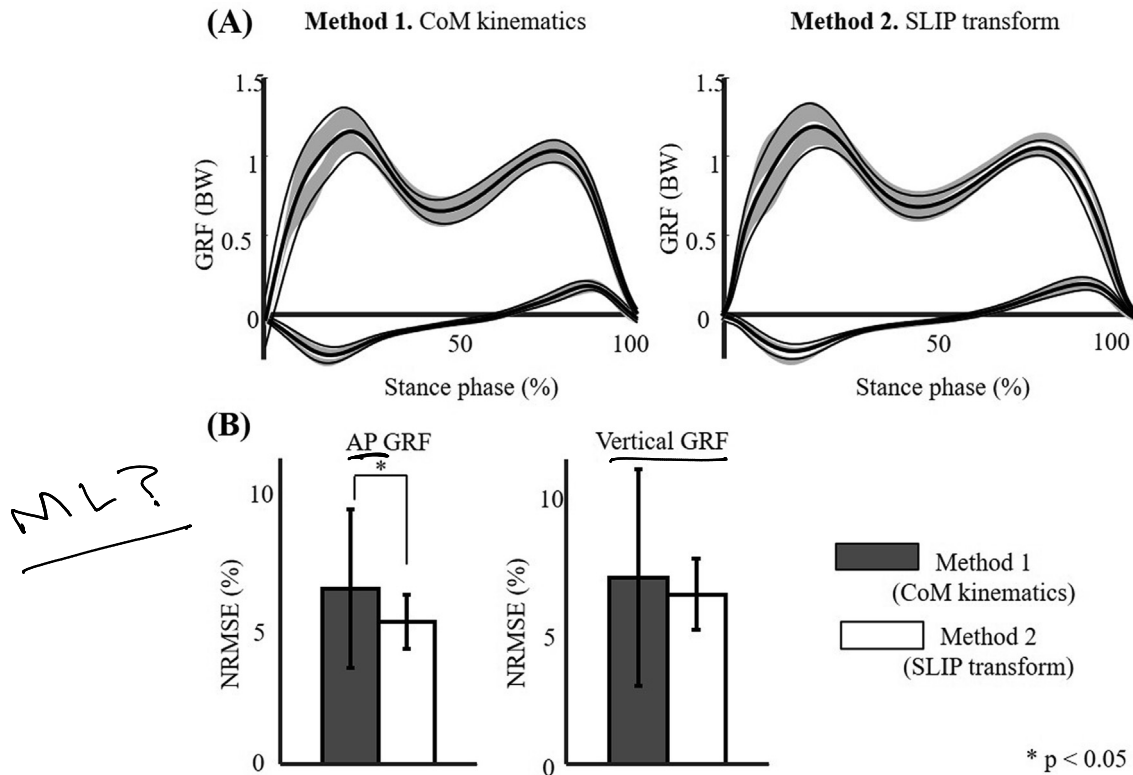 (A)
Method 1. CoM kinematics
Method 2. SLIP transform
1.5
1
0.5
0
GRF (BW)
50
100
Stance phase (%)
1.5
1
0.5
0
GRF (BW)
50
100
Stance phase (%)
(B)
AP GRF
*
10
5
0
NRMSE (%)
Vertical GRF
10
5
0
NRMSE (%)
ML?
Method 1
(CoM kinematics)
Method 2
(SLIP transform)
* p < 0.05